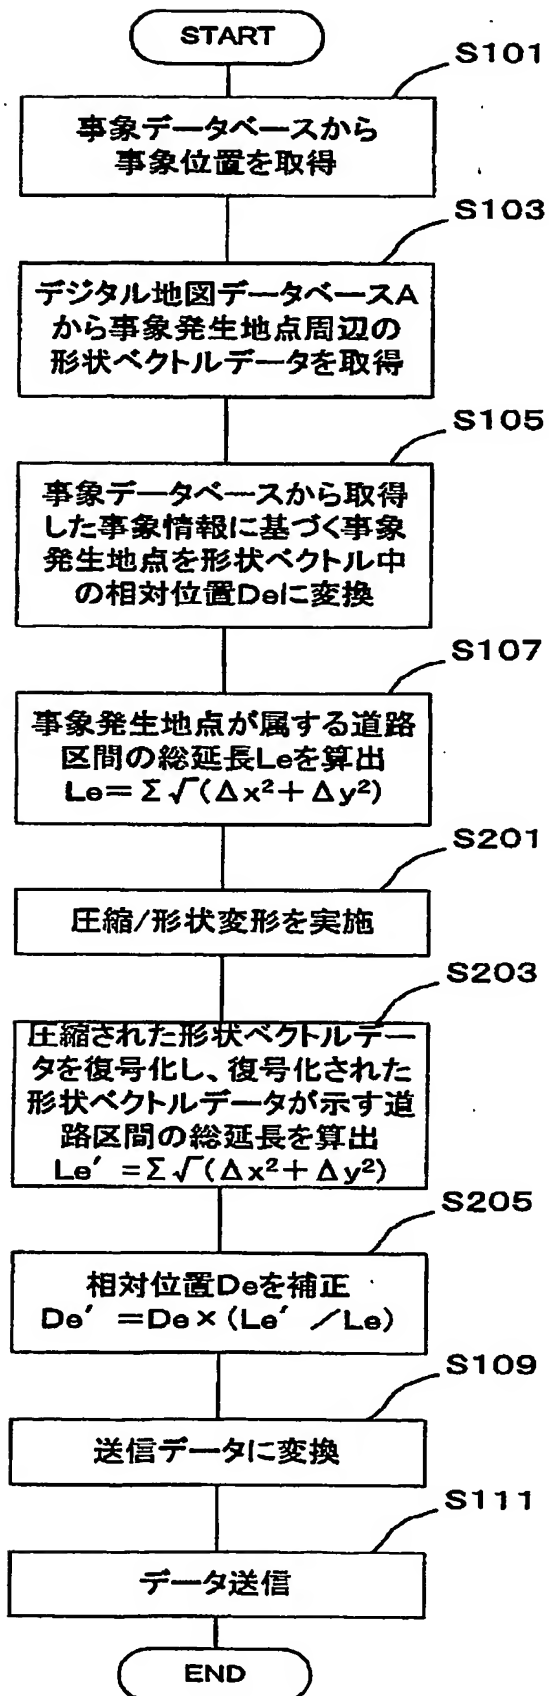 START
S101
事象データベースから
事象位置を取得
S103
デジタル地図データベースA
から事象発生地点周辺の
形状ベクトルデータを取得
S105
事象データベースから取得
した事象情報に基づく事象
発生地点を形状ベクトル中
の相対位置Deに変換
S107
事象発生地点が属する道路
区間の総延長Leを算出
Le=Σ√(Δx²+Δy²)
S201
圧縮/形状変形を実施
S203
圧縮された形状ベクトルデー
タを復号化し、復号化された
形状ベクトルデータが示す道
路区間の総延長を算出
Le′=Σ√(Δx²+Δy²)
S205
相対位置Deを補正
De′=De×(Le′/Le)
S109
送信データに変換
S111
データ送信
END